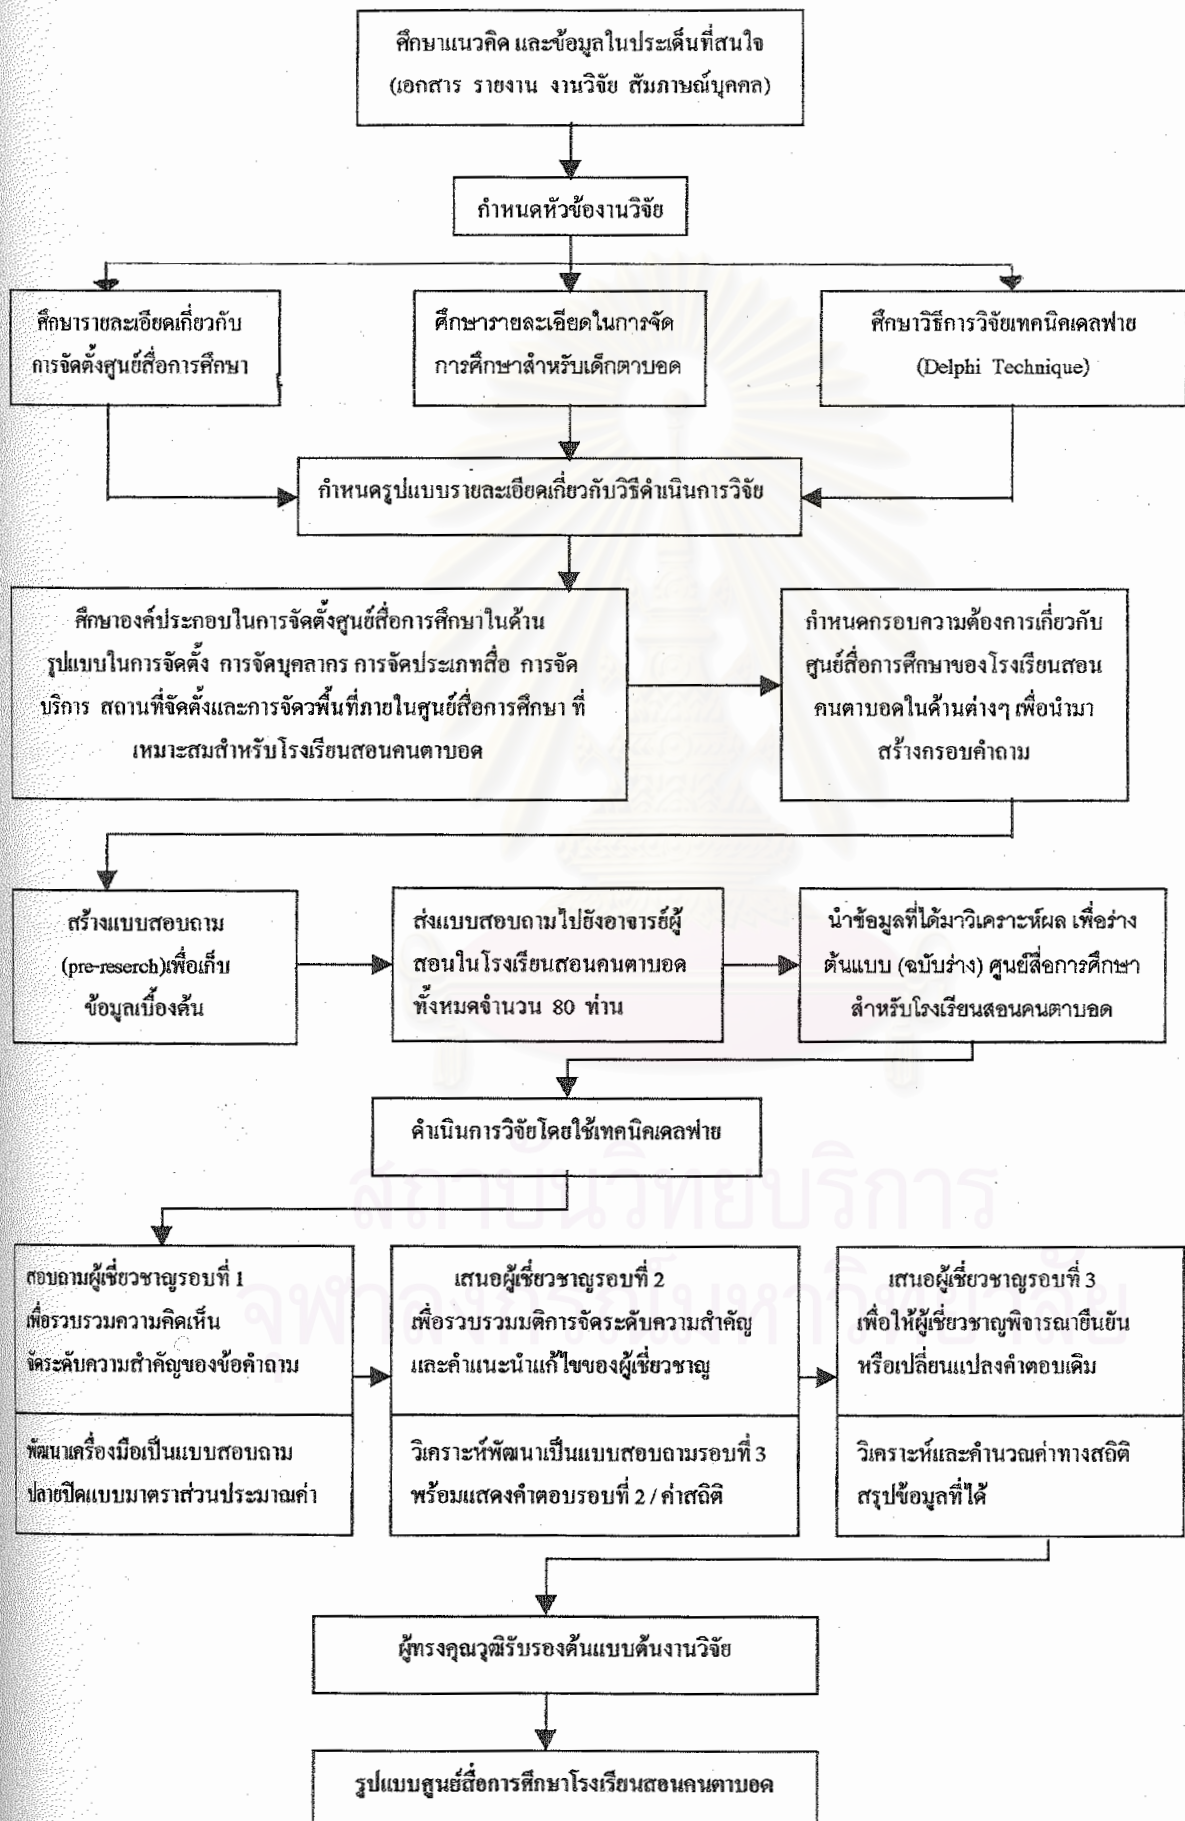 ศึกษาแนวคิด และข้อมูลในประเด็นที่สนใจ
(เอกสาร รายงาน งานวิจัย สัมภาษณ์บุคคล)
กำหนดหัวข้องานวิจัย
ศึกษารายละเอียดเกี่ยวกับ
การจัดตั้งศูนย์สื่อการศึกษา
ศึกษารายละเอียดในการจัด
การศึกษาสำหรับเด็กตาบอด
ศึกษาวิธีการวิจัยเทคนิคเดลฟาย
(Delphi Technique)
กำหนดรูปแบบรายละเอียดเกี่ยวกับวิธีดำเนินการวิจัย
ศึกษาองค์ประกอบในการจัดตั้งศูนย์สื่อการศึกษาในด้าน
รูปแบบในการจัดตั้ง การจัดบุคลากร การจัดประเภทสื่อ การจัด
บริการ สถานที่จัดตั้งและการจัดวพื้นที่ภายในศูนย์สื่อการศึกษา ที่
เหมาะสมสำหรับโรงเรียนสอนคนตาบอด
กำหนดกรอบความต้องการเกี่ยวกับ
ศูนย์สื่อการศึกษาของโรงเรียนสอน
คนตาบอดในด้านต่างๆ เพื่อนำมา
สร้างกรอบคำถาม
สร้างแบบสอบถาม
(pre-reserch)เพื่อเก็บ
ข้อมูลเบื้องต้น
ส่งแบบสอบถามไปยังอาจารย์ผู้
สอนในโรงเรียนสอนคนตาบอด
ทั้งหมดจำนวน 80 ท่าน
นำข้อมูลที่ได้มาวิเคราะห์ผล เพื่อร่าง
ต้นแบบ (ฉบับร่าง) ศูนย์สื่อการศึกษา
สำหรับโรงเรียนสอนคนตาบอด
ดำเนินการวิจัยโดยใช้เทคนิคเดลฟาย
สถาบันวิทยบริการ
จุฬาลงกรณ์มหาวิทยาลัย
สอบถามผู้เชี่ยวชาญรอบที่ 1
เพื่อรวบรวมความคิดเห็น
จัดระดับความสำคัญของข้อคำถาม
พัฒนาเครื่องมือเป็นแบบสอบถาม
ปลายปิดแบบมาตราส่วนประมาณค่า
เสนอผู้เชี่ยวชาญรอบที่ 2
เพื่อรวบรวมมติการจัดระดับความสำคัญ
และคำแนะนำแก้ไขของผู้เชี่ยวชาญ
วิเคราะห์พัฒนาเป็นแบบสอบถามรอบที่ 3
พร้อมแสดงคำตอบรอบที่ 2 / ค่าสถิติ
เสนอผู้เชี่ยวชาญรอบที่ 3
เพื่อให้ผู้เชี่ยวชาญพิจารณายืนยัน
หรือเปลี่ยนแปลงคำตอบเดิม
วิเคราะห์และคำนวณค่าทางสถิติ
สรุปข้อมูลที่ได้
ผู้ทรงคุณวุฒิรับรองต้นแบบต้นงานวิจัย
รูปแบบศูนย์สื่อการศึกษาโรงเรียนสอนคนตาบอด